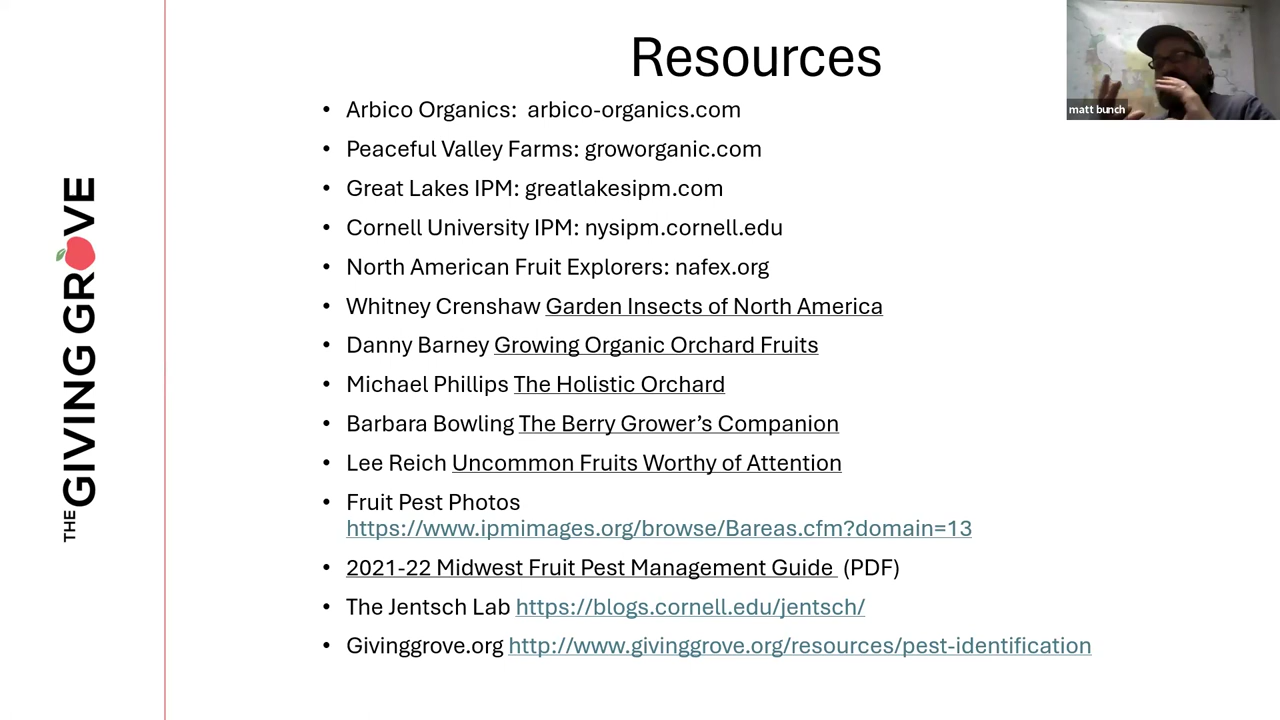 Resources
matt bunch
THE GIVING GROVE
• Arbico Organics:  arbico-organics.com
• Peaceful Valley Farms: groworganic.com
• Great Lakes IPM: greatlakesipm.com
• Cornell University IPM: nysipm.cornell.edu
• North American Fruit Explorers: nafex.org
• Whitney Crenshaw Garden Insects of North America
• Danny Barney Growing Organic Orchard Fruits
• Michael Phillips The Holistic Orchard
• Barbara Bowling The Berry Grower’s Companion
• Lee Reich Uncommon Fruits Worthy of Attention
• Fruit Pest Photos
https://www.ipmimages.org/browse/Bareas.cfm?domain=13
• 2021-22 Midwest Fruit Pest Management Guide  (PDF)
• The Jentsch Lab https://blogs.cornell.edu/jentsch/
• Givinggrove.org http://www.givinggrove.org/resources/pest-identification